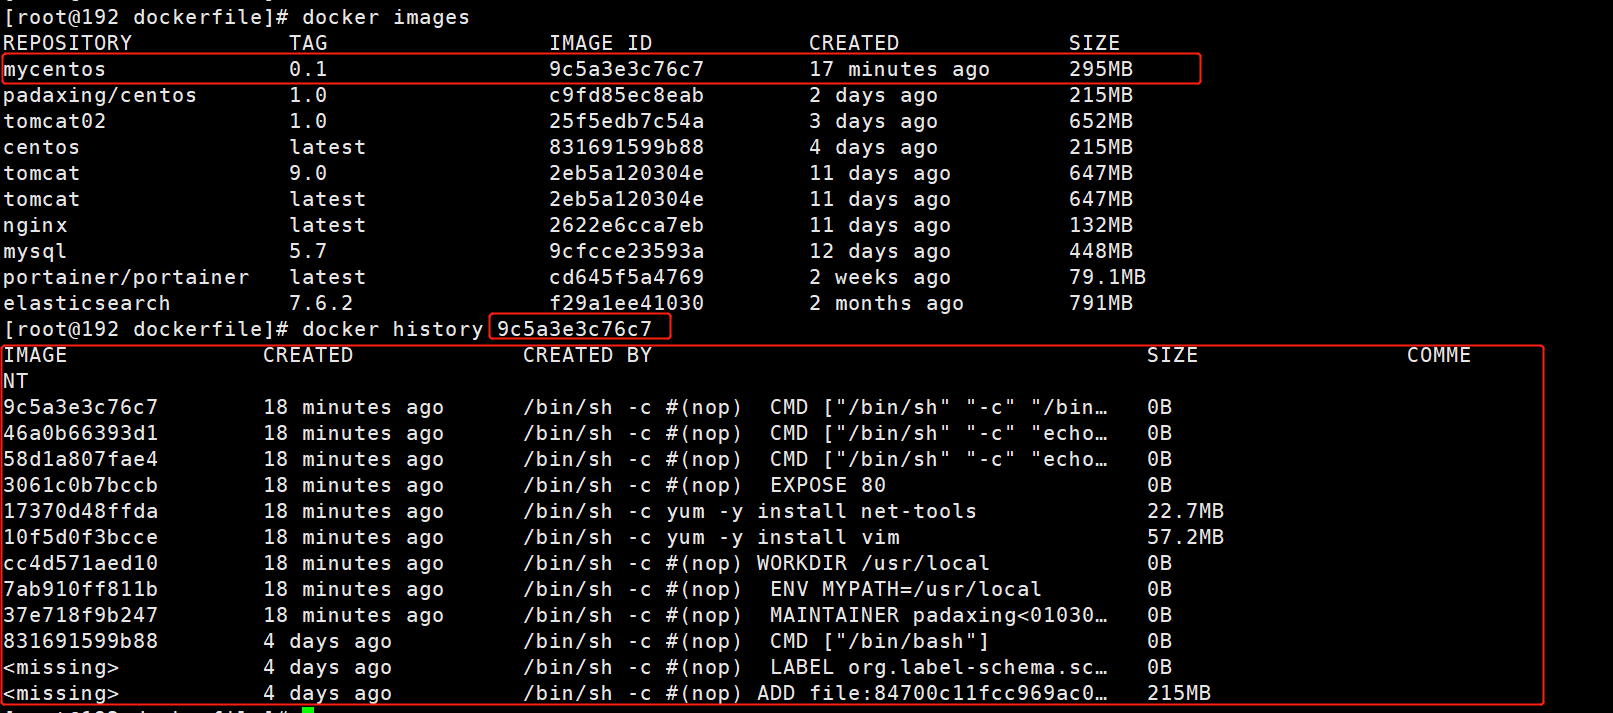 [root@192 dockerfile]# docker images
REPOSITORY TAG IMAGE ID CREATED SIZE
mycentos 0.1 9c5a3e3c76c7 17 minutes ago 295MB
padaxing/centos 1.0 c9fd85ec8eab 2 days ago 215MB
tomcat02 1.0 25f5edb7c54a 3 days ago 652MB
centos latest 831691599b88 4 days ago 215MB
tomcat 9.0 2eb5a120304e 11 days ago 647MB
tomcat latest 2eb5a120304e 11 days ago 647MB
nginx latest 2622e6cca7eb 11 days ago 132MB
mysql 5.7 9cfcce23593a 12 days ago 448MB
portainer/portainer latest cd645f5a4769 2 weeks ago 79.1MB
elasticsearch 7.6.2 f29a1ee41030 2 months ago 791MB
[root@192 dockerfile]# docker history 9c5a3e3c76c7
IMAGE CREATED CREATED BY SIZE COMME
NT
9c5a3e3c76c7 18 minutes ago /bin/sh -c #(nop) CMD ["/bin/sh" "-c" "/bin… 0B
46a0b66393d1 18 minutes ago /bin/sh -c #(nop) CMD ["/bin/sh" "-c" "echo… 0B
58d1a807fae4 18 minutes ago /bin/sh -c #(nop) CMD ["/bin/sh" "-c" "echo… 0B
3061c0b7bccb 18 minutes ago /bin/sh -c #(nop) EXPOSE 80 0B
17370d48ffda 18 minutes ago /bin/sh -c yum -y install net-tools 22.7MB
10f5d0f3bcce 18 minutes ago /bin/sh -c yum -y install vim 57.2MB
cc4d571aed10 18 minutes ago /bin/sh -c #(nop) WORKDIR /usr/local 0B
7ab910ff811b 18 minutes ago /bin/sh -c #(nop) ENV MYPATH=/usr/local 0B
37e718f9b247 18 minutes ago /bin/sh -c #(nop) MAINTAINER padaxing<01030… 0B
831691599b88 4 days ago /bin/sh -c #(nop) CMD ["/bin/bash"] 0B
<missing> 4 days ago /bin/sh -c #(nop) LABEL org.label-schema.sc… 0B
<missing> 4 days ago /bin/sh -c #(nop) ADD file:84700c11fcc969ac0… 215MB
[root@192 dockerfile]#